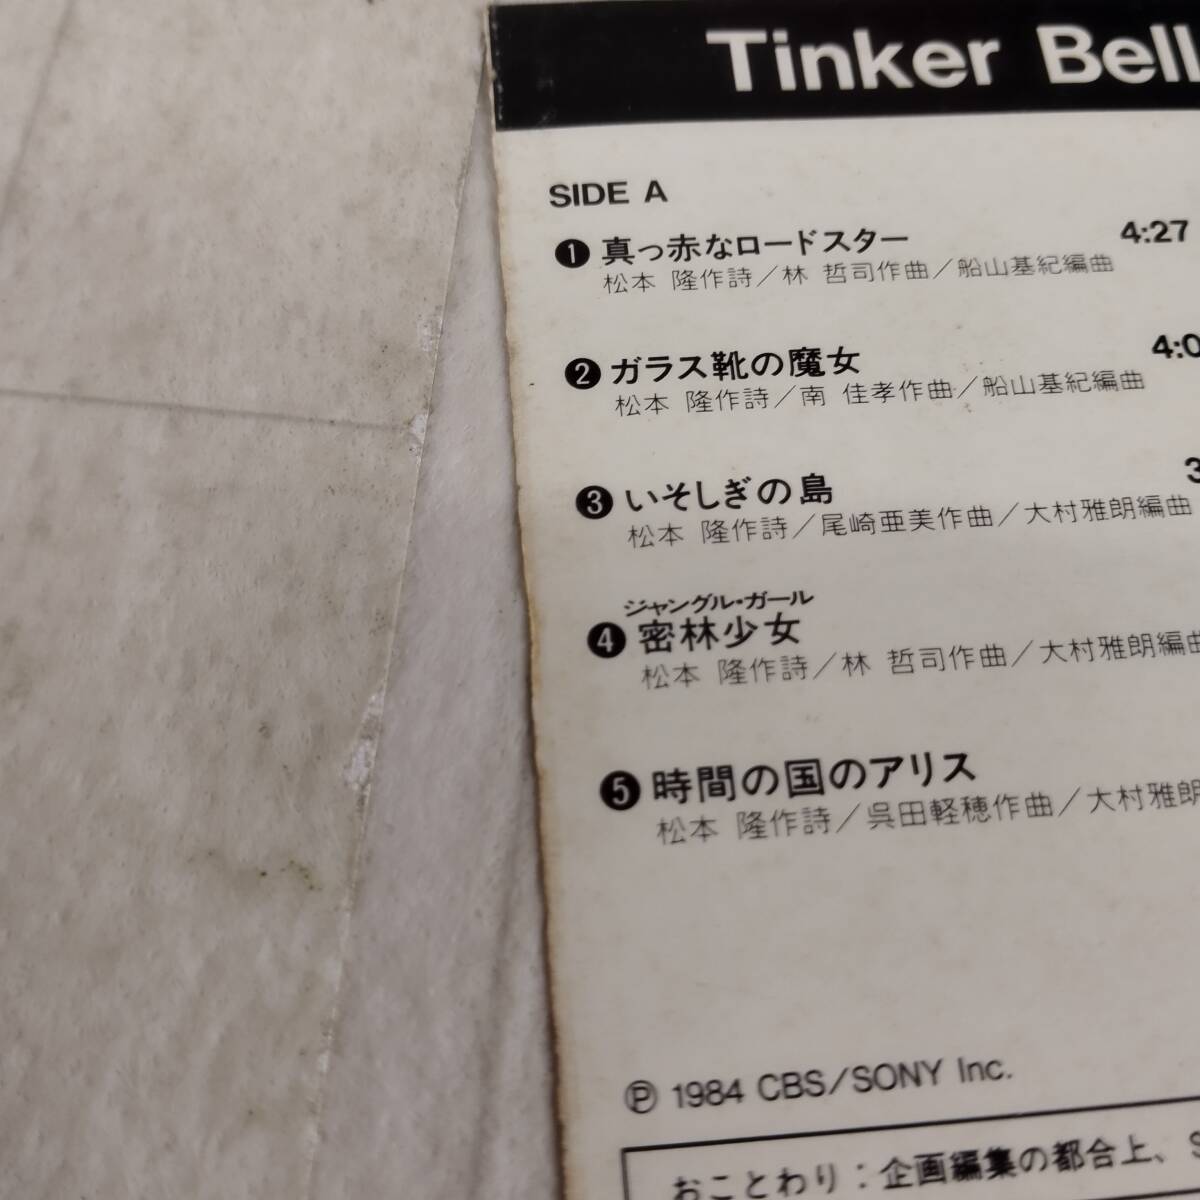 Tinker Bell
SIDE A
❶ 真っ赤なロードスター 4:27
松本 隆作詩／林 哲司作曲／船山基紀編曲
❷ ガラス靴の魔女 4:0
松本 隆作詩／南 佳孝作曲／船山基紀編曲
❸ いそしぎの島 3
松本 隆作詩／尾崎亜美作曲／大村雅朗編曲
ジャングル・ガール
❹ 密林少女
松本 隆作詩／林 哲司作曲／大村雅朗編曲
❺ 時間の国のアリス
松本 隆作詩／呉田軽穂作曲／大村雅朗
℗ 1984 CBS/SONY Inc.
おことわり：企画編集の都合上、S